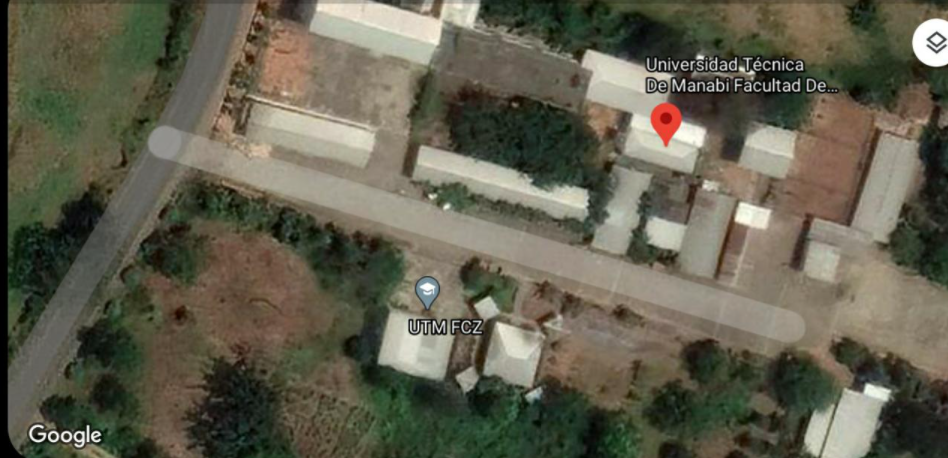 Universidad Técnica
De Manabi Facultad De...
UTM FCZ
Google